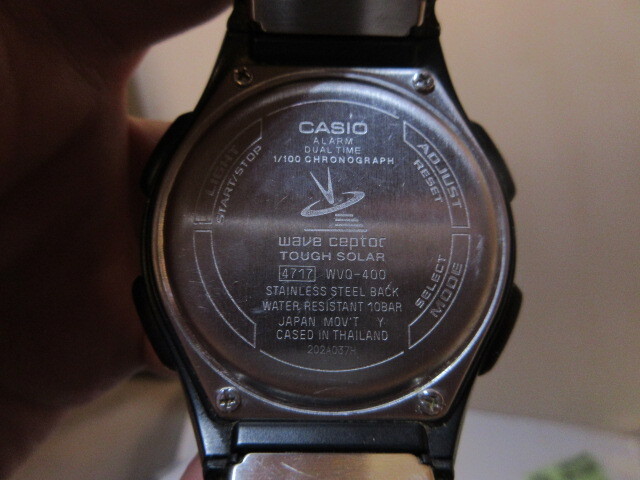 CASIO
ALARM
DUAL TIME
1/100 CHRONOGRAPH
LIGHT
START/STOP
ADJUST
RESET
wave ceptor
TOUGH SOLAR
4717 WVQ-400
STAINLESS STEEL BACK
WATER RESISTANT 10BAR
JAPAN MOV'T Y
CASED IN THAILAND
202A037H
SELECT
MODE